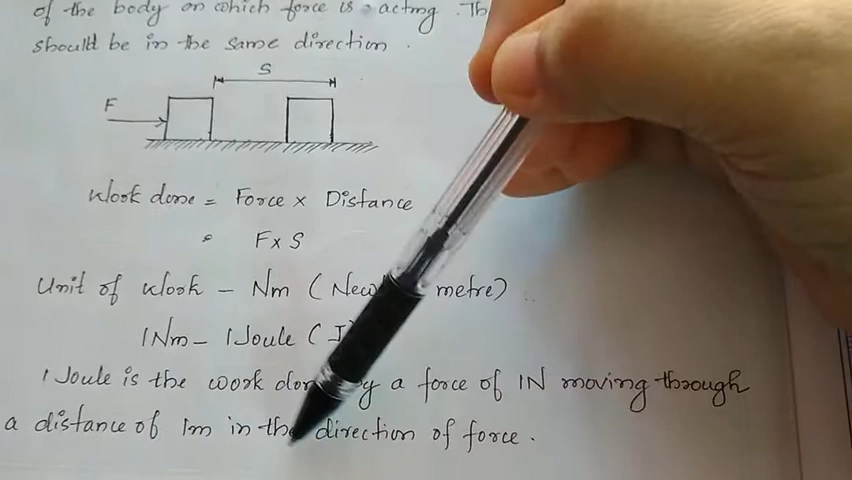 of the body on which force is acting. Th
should be in the same direction.
S
F
Work done = Force × Distance
= F×S
Unit of Work - Nm ( metre)
1Nm - 1Joule (J
1 Joule is the work by a force of 1N moving through
a distance of 1m in the direction of force.